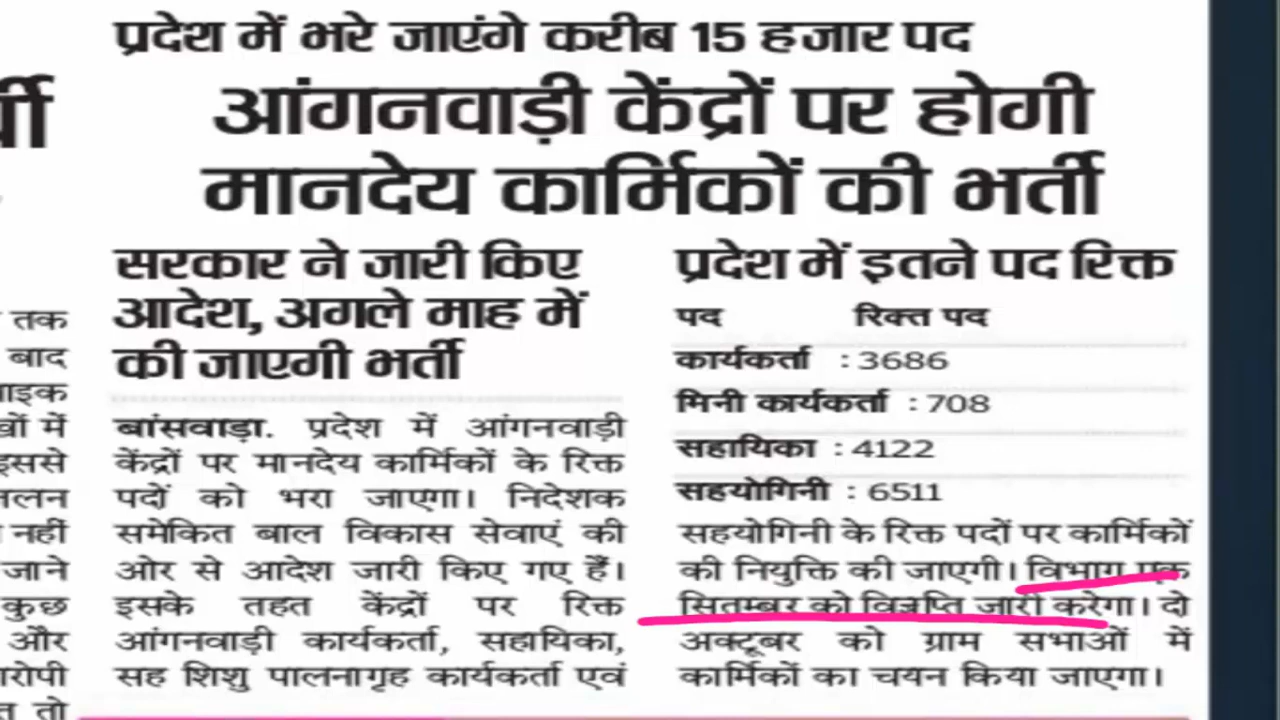 प्रदेश में भरे जाएंगे करीब 15 हजार पद
आंगनवाड़ी केंद्रों पर होगी
मानदेय कार्मिकों की भर्ती
सरकार ने जारी किए
आदेश, अगले माह में
की जाएगी भर्ती
बांसवाड़ा. प्रदेश में आंगनवाड़ी
केंद्रों पर मानदेय कार्मिकों के रिक्त
पदों को भरा जाएगा। निदेशक
समेकित बाल विकास सेवाएं की
ओर से आदेश जारी किए गए हैं।
इसके तहत केंद्रों पर रिक्त
आंगनवाड़ी कार्यकर्ता, सहायिका,
सह शिशु पालनागृह कार्यकर्ता एवं
प्रदेश में इतने पद रिक्त
पद रिक्त पद
कार्यकर्ता : 3686
मिनी कार्यकर्ता : 708
सहायिका : 4122
सहयोगिनी : 6511
सहयोगिनी के रिक्त पदों पर कार्मिकों
की नियुक्ति की जाएगी। विभाग एक
सितम्बर को विज्ञप्ति जारी करेगा। दो
अक्टूबर को ग्राम सभाओं में
कार्मिकों का चयन किया जाएगा।
तक
बाद
में
नहीं
जाने
कुछ
और
तो